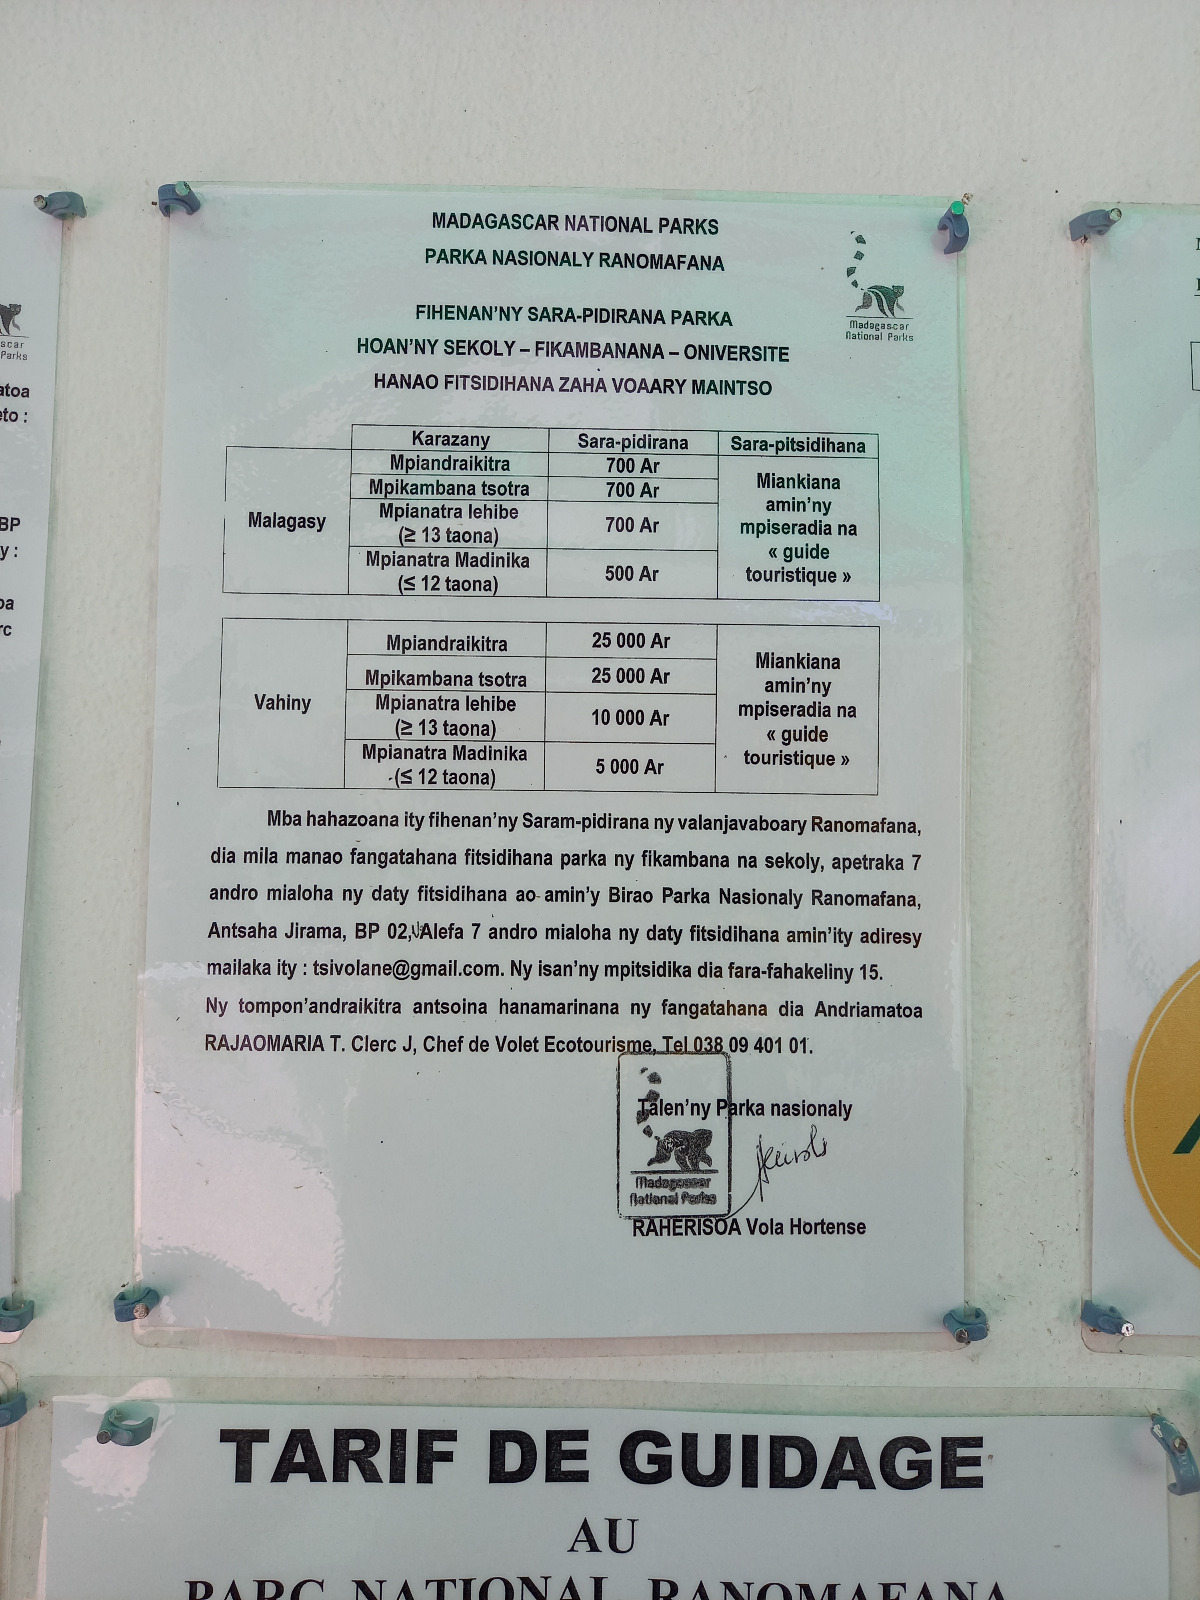 MADAGASCAR NATIONAL PARKS
PARKA NASIONALY RANOMAFANA
Madagascar
National Parks
FIHENAN'NY SARA-PIDIRANA PARKA
HOAN'NY SEKOLY – FIKAMBANANA – ONIVERSITE
HANAO FITSIDIHANA ZAHA VOAARY MAINTSO
Karazany Sara-pidirana Sara-pitsidihana
Malagasy
Mpiandraikitra 700 Ar
Mpikambana tsotra 700 Ar
Mpianatra lehibe
(≥ 13 taona) 700 Ar
Mpianatra Madinika
(≤ 12 taona) 500 Ar
Miankiana
amin'ny
mpiseradia na
« guide
touristique »
Vahiny
Mpiandraikitra 25 000 Ar
Mpikambana tsotra 25 000 Ar
Mpianatra lehibe
(≥ 13 taona) 10 000 Ar
Mpianatra Madinika
(≤ 12 taona) 5 000 Ar
Miankiana
amin'ny
mpiseradia na
« guide
touristique »
Mba hahazoana ity fihenan'ny Saram-pidirana ny valanjavaboary Ranomafana,
dia mila manao fangatahana fitsidihana parka ny fikambana na sekoly, apetraka 7
andro mialoha ny daty fitsidihana ao amin'y Birao Parka Nasionaly Ranomafana,
Antsaha Jirama, BP 02, Alefa 7 andro mialoha ny daty fitsidihana amin'ity adiresy
mailaka ity : tsivolane@gmail.com. Ny isan'ny mpitsidika dia fara-fahakeliny 15.
Ny tompon'andraikitra antsoina hanamarinana ny fangatahana dia Andriamatoa
RAJAOMARIA T. Clerc J, Chef de Volet Ecotourisme, Tel 038 09 401 01.
Talen'ny Parka nasionaly
Madagascar
National Parks
RAHERISOA Vola Hortense
TARIF DE GUIDAGE
AU
PARC NATIONAL RANOMAFANA